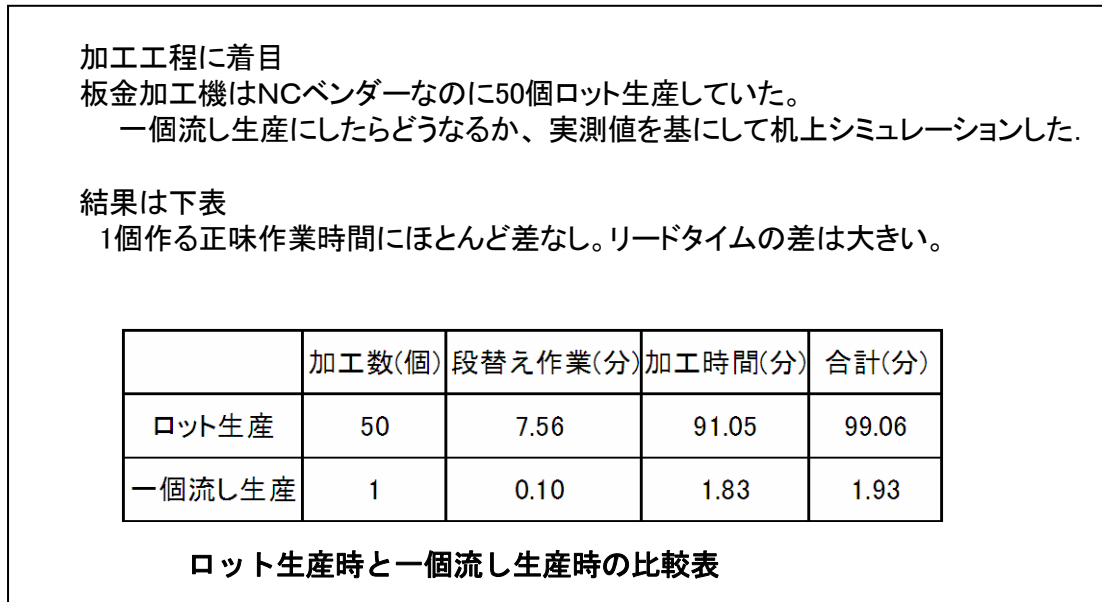 加工工程に着目
板金加工機はNCベンダーなのに50個ロット生産していた。
一個流し生産にしたらどうなるか、実測値を基にして机上シミュレーションした.
結果は下表
1個作る正味作業時間にほとんど差なし。リードタイムの差は大きい。
加工数(個) 段替え作業(分) 加工時間(分) 合計(分)
ロット生産 50 7.56 91.05 99.06
一個流し生産 1 0.10 1.83 1.93
ロット生産時と一個流し生産時の比較表